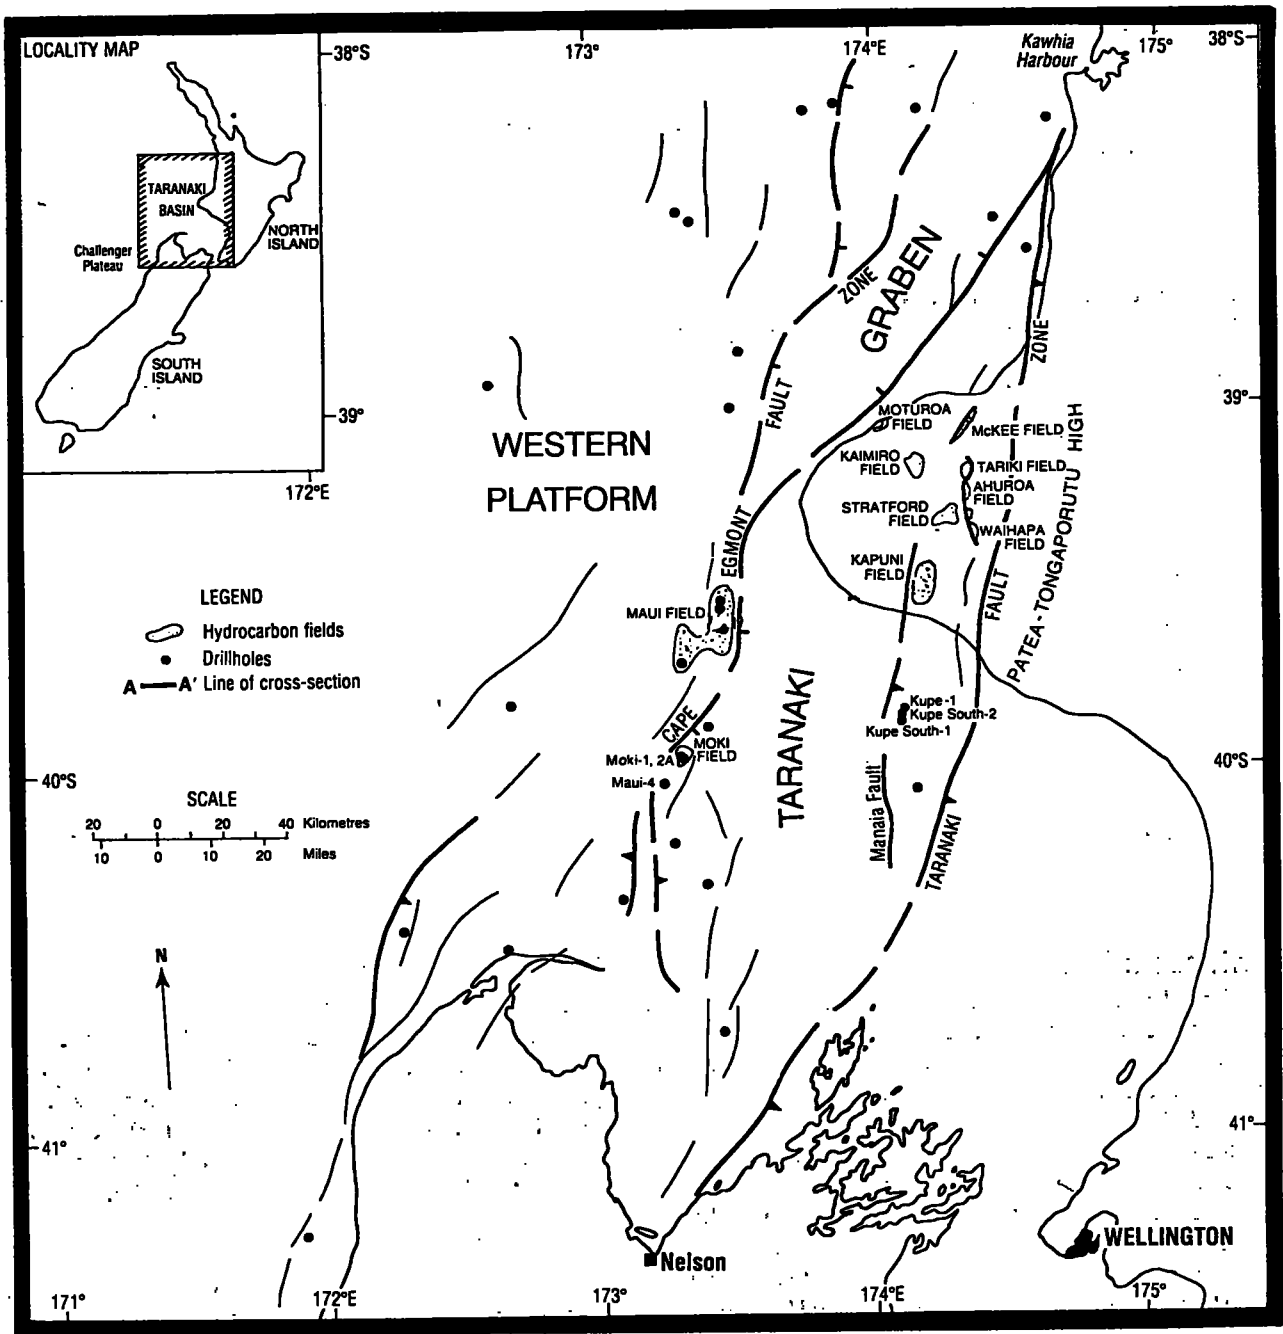 LOCALITY MAP
TARANAKI
BASIN
Challenger
Plateau
NORTH
ISLAND
SOUTH
ISLAND
38°S
173°
174°E
175°
38°S
Kawhia
Harbour
39°
172°E
39°
WESTERN
PLATFORM
ZONE
GRABEN
ZONE
FAULT
EGMONT
CAPE
TARANAKI
MOTUROA
FIELD
McKEE FIELD
KAIMIRO
FIELD
TARIKI FIELD
AHUROA
FIELD
STRATFORD
FIELD
WAIHAPA
FIELD
KAPUNI
FIELD
FAULT
PATEA-TONGAPORUTU HIGH
MAUI FIELD
LEGEND
Hydrocarbon fields
Drillholes
A A' Line of cross-section
Kupe-1
Kupe South-2
Kupe South-1
MOKI
FIELD
Moki-1, 2A
Maui-4
Manaia Fault
TARANAKI
40°S
40°S
SCALE
20 0 20 40 Kilometres
10 0 10 20 Miles
N
41°
41°
Nelson
WELLINGTON
171°
172°E
173°
174°E
175°